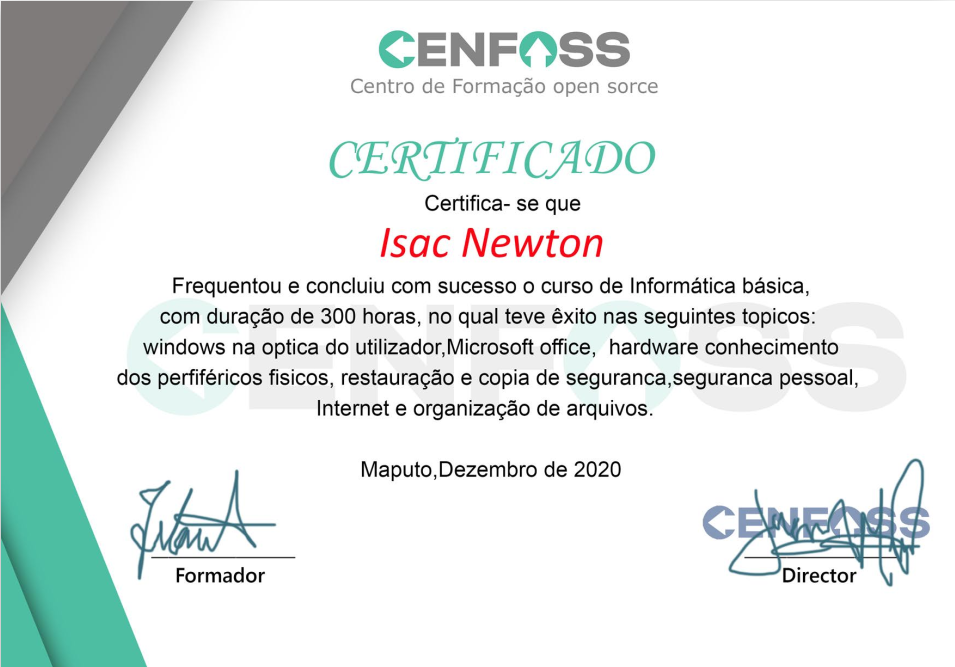 CENFOSS
Centro de Formação open sorce
CERTIFICADO
Certifica- se que
Isac Newton
Frequentou e concluiu com sucesso o curso de Informática básica,
com duração de 300 horas, no qual teve êxito nas seguintes topicos:
windows na optica do utilizador,Microsoft office,  hardware conhecimento
dos perfiféricos fisicos, restauração e copia de seguranca,seguranca pessoal,
Internet e organização de arquivos.
Maputo,Dezembro de 2020
CENFOSS
Formador
Director